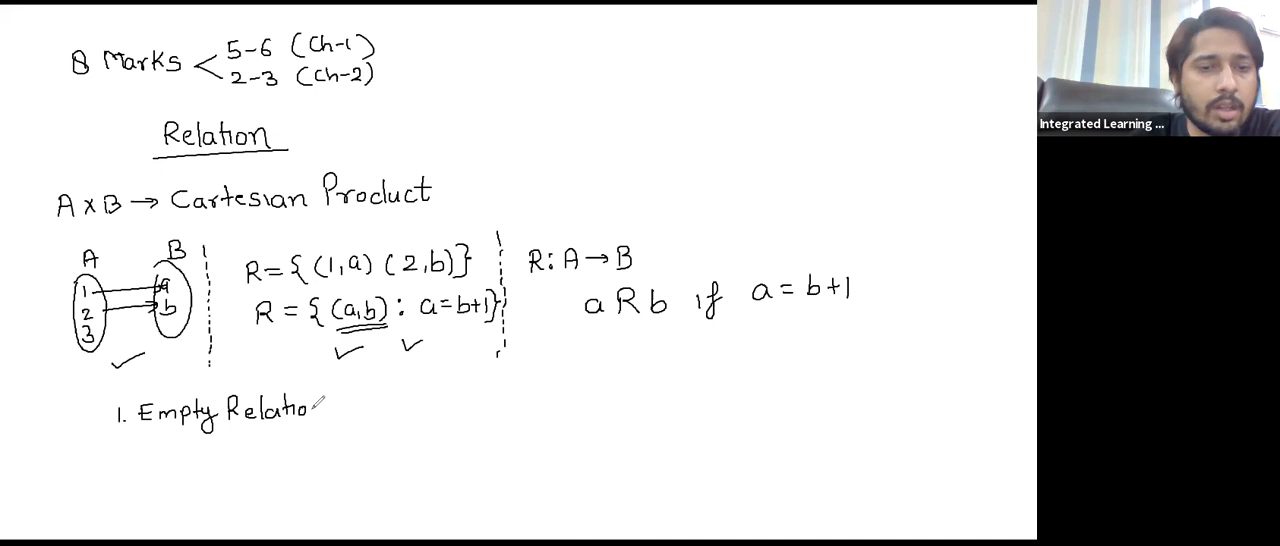 8 Marks < 5-6 (Ch-1)
2-3 (Ch-2)
Integrated Learning ...
Relation
A × B → Cartesian Product
A B
1 a
2 b
3
R = { (1,a) (2,b)}
R = { (a,b) : a=b+1}
R : A → B
a R b if a = b+1
1. Empty Relatio